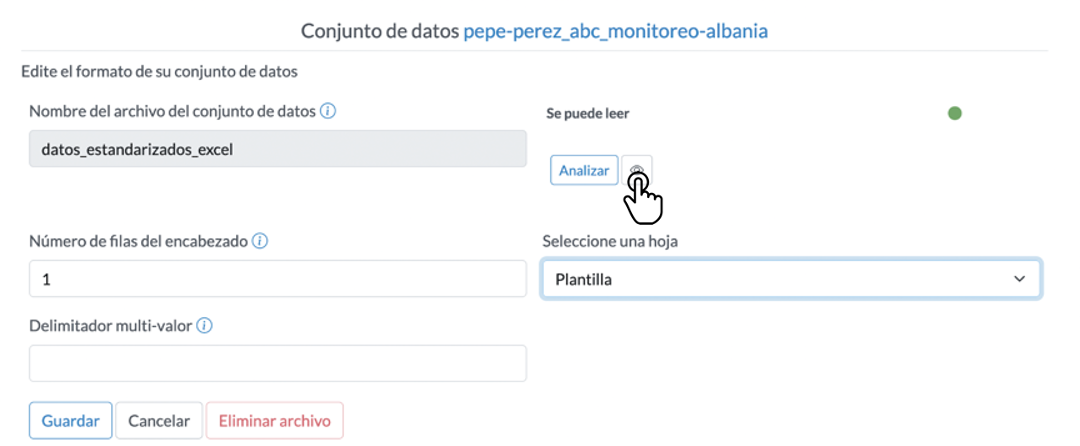 Conjunto de datos pepe-perez_abc_monitoreo-albania
Edite el formato de su conjunto de datos
Nombre del archivo del conjunto de datos
Se puede leer
datos_estandarizados_excel
Analizar
Número de filas del encabezado
Seleccione una hoja
1
Plantilla
Delimitador multi-valor
Guardar Cancelar Eliminar archivo